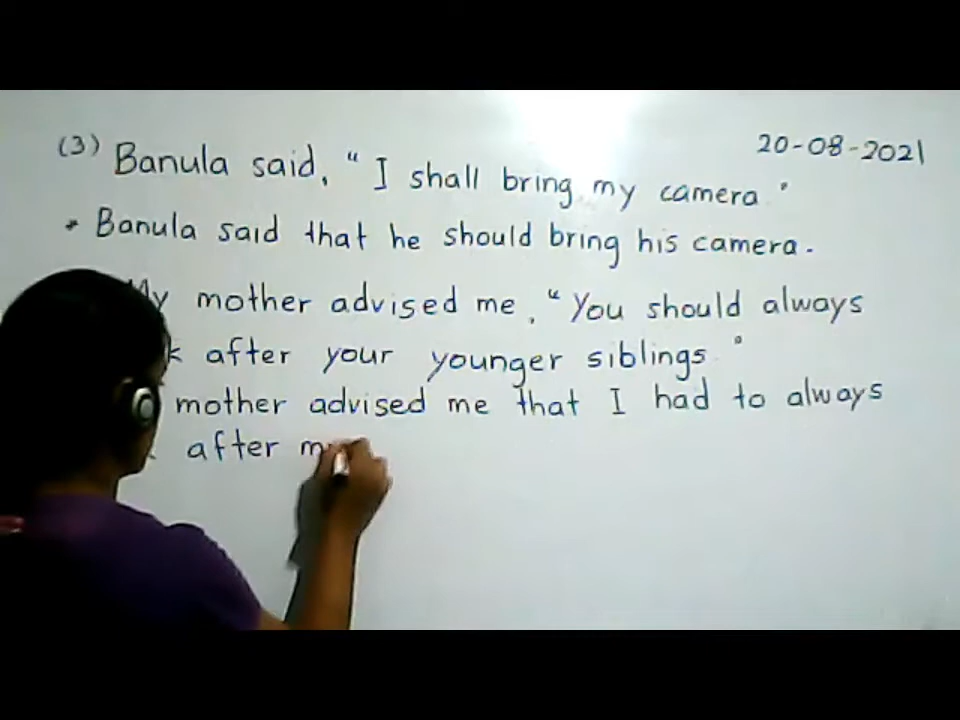 (3) Banula said, " I shall bring my camera "
20-08-2021
* Banula said that he should bring his camera.
My mother advised me, "You should always
after your younger siblings "
mother advised me that I had to always
after